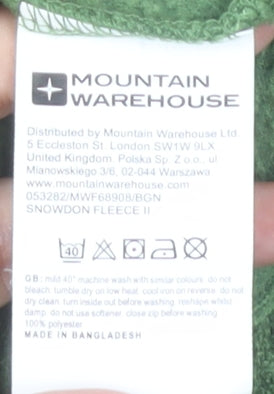 MOUNTAIN
WAREHOUSE
Distributed by Mountain Warehouse Ltd
5 Eccleston St. London SW1W 9LX
United Kingdom. Polska Sp. Z o.o., ul
Mianowskiego 3/6, 02-044 Warszawa
www.mountainwarehouse.com
053282/MWF68908/BGN
SNOWDON FLEECE II
40
GB: mild 40° machine wash with similar colours. do not
bleach. tumble dry on low heat. cool iron on reverse. do not
dry clean. turn inside out before washing. reshape whilst
damp. do not use softener. close zip before washing.
100% polyester
MADE IN BANGLADESH